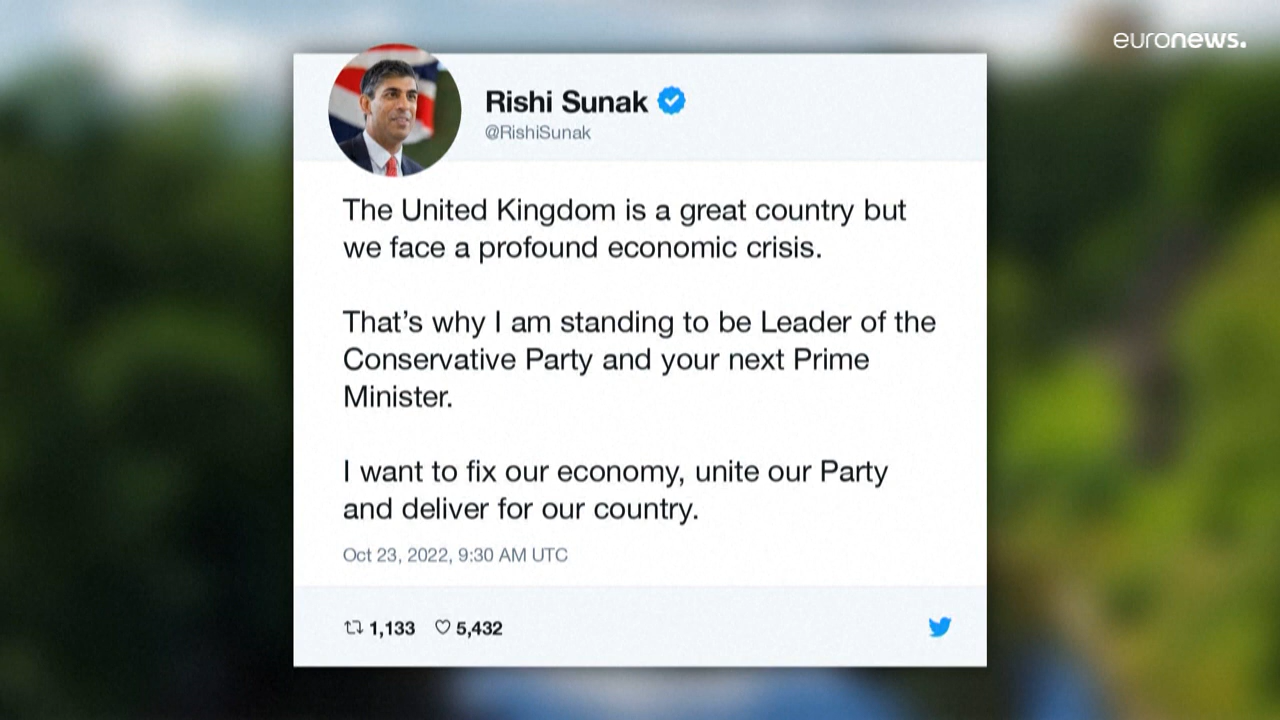 euronews.
Rishi Sunak
@RishiSunak
The United Kingdom is a great country but
we face a profound economic crisis.
That’s why I am standing to be Leader of the
Conservative Party and your next Prime
Minister.
I want to fix our economy, unite our Party
and deliver for our country.
Oct 23, 2022, 9:30 AM UTC
1,133 5,432